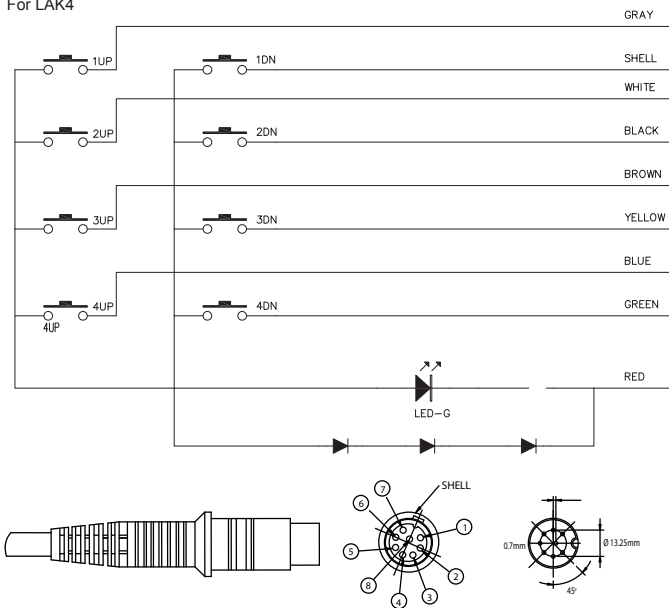 For LAK4
GRAY
1UP
1DN
SHELL
WHITE
2UP
2DN
BLACK
BROWN
3UP
3DN
YELLOW
BLUE
4UP
4DN
GREEN
4UP
RED
LED-G
SHELL
7
6
1
5
2
8
4
3
0.7mm
Ø 13.25mm
45°